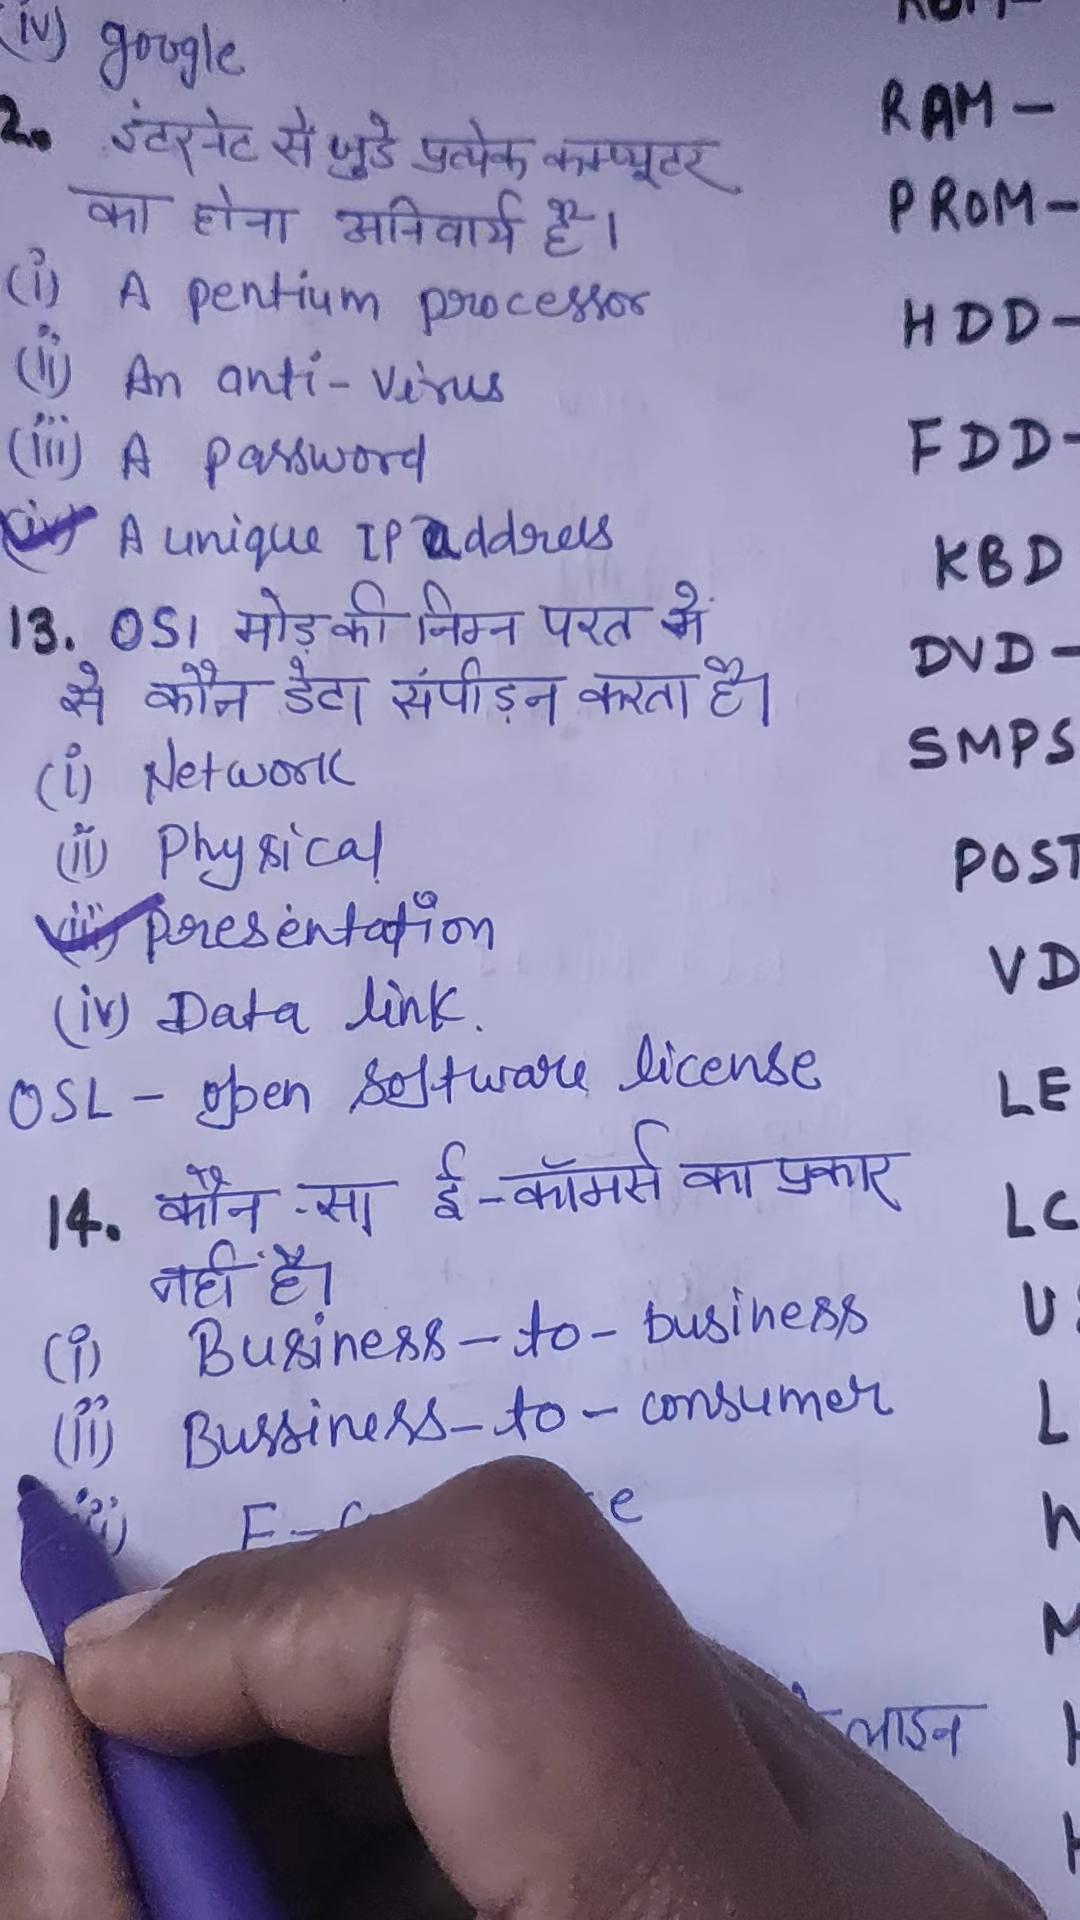 (iv) google
2. इंटरनेट से जुडे प्रत्येक कम्प्यूटर
का होना अनिवार्य है।
(i) A pentium processor
(ii) An anti-virus
(iii) A password
(iv) A unique IP address
13. OSI मोड़ की निम्न परत में
से कौन डेटा संपीड़न करता है।
(i) Network
(ii) Physical
(iii) Presentation
(iv) Data link.
OSL - open software license
14. कौन-सा ई-कॉमर्स का प्रकार
नहीं है।
(i) Business-to-business
(ii) Bussiness-to-consumer
लाइन
RAM-
PROM-
HDD-
FDD-
KBD
DVD-
SMPS
POST
VD
LE
LC
U
L
M
H